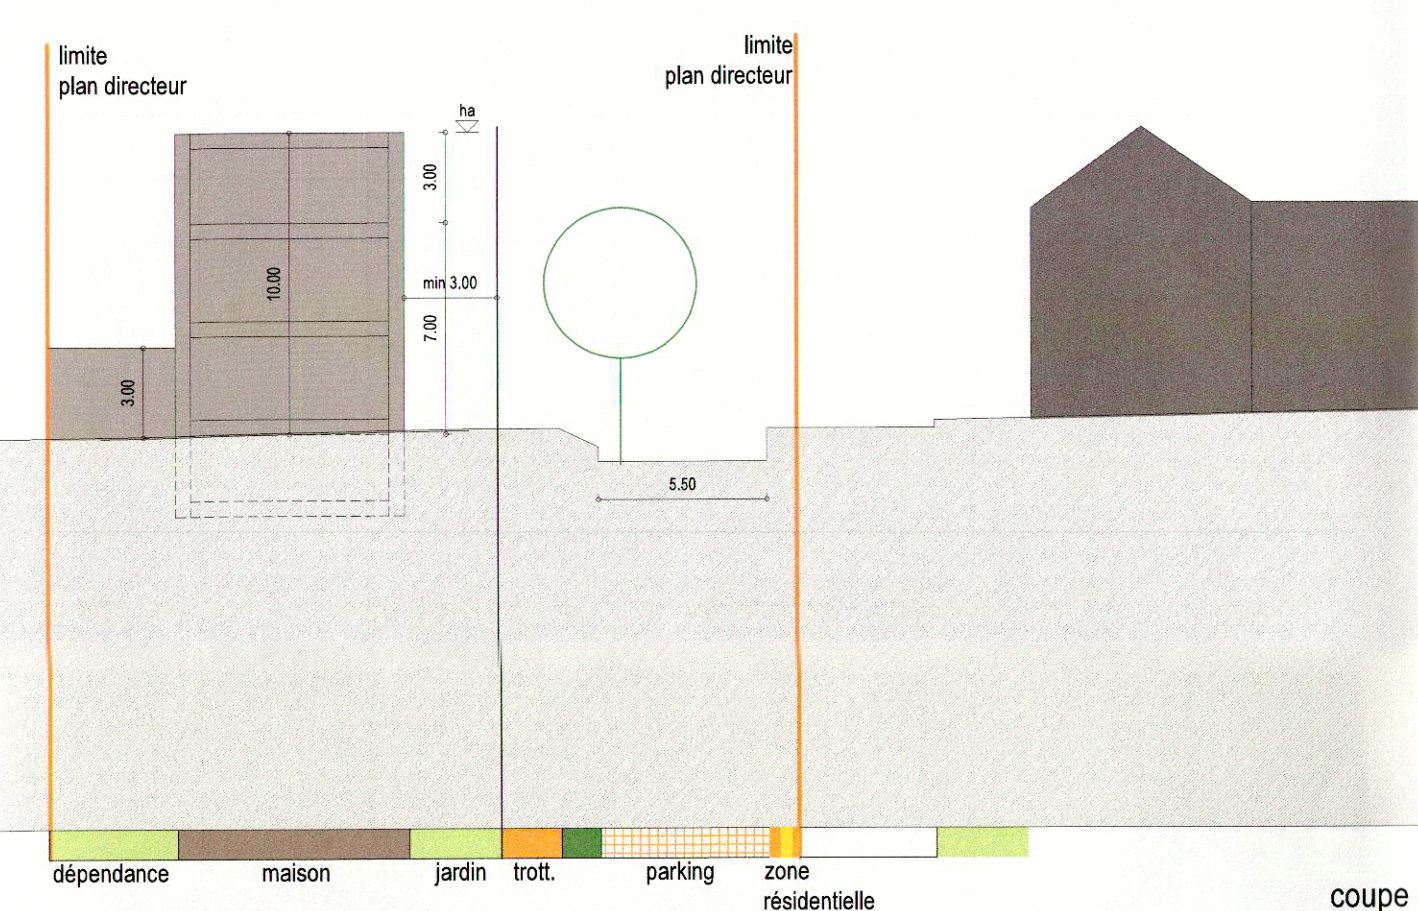 limite
plan directeur
limite
plan directeur
ha
3.00
10.00
min 3.00
7.00
3.00
5.50
dépendance
maison
jardin
trott.
parking
zone
résidentielle
coupe